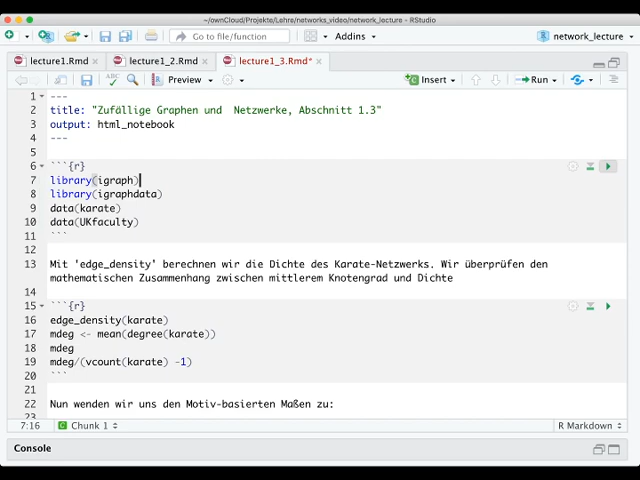 ~/ownCloud/Projekte/Lehre/networks_video/network_lecture - RStudio
Go to file/function
Addins
network_lecture
lecture1.Rmd
lecture1_2.Rmd
lecture1_3.Rmd*
ABC
Preview
Insert
Run
1 ---
2 title: "Zufällige Graphen und  Netzwerke, Abschnitt 1.3"
3 output: html_notebook
4 ---
5
6 ```{r}
7 library(igraph)
8 library(igraphdata)
9 data(karate)
10 data(UKfaculty)
11 ```
12
13 Mit 'edge_density' berechnen wir die Dichte des Karate-Netzwerks. Wir überprüfen den
mathematischen Zusammenhang zwischen mittlerem Knotengrad und Dichte
14
15 ```{r}
16 edge_density(karate)
17 mdeg <- mean(degree(karate))
18 mdeg
19 mdeg/(vcount(karate) -1)
20 ```
21
22 Nun wenden wir uns den Motiv-basierten Maßen zu:
23
7:16
C Chunk 1
R Markdown
Console